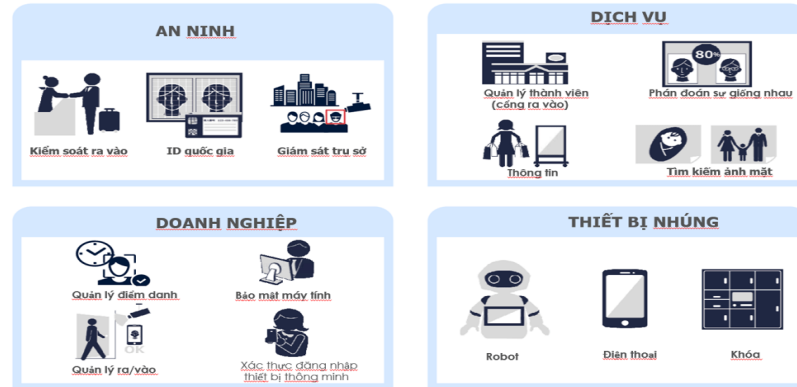 AN NINH
Kiểm soát ra vào
ID quốc gia
Giám sát trụ sở
DỊCH VỤ
80%
Quản lý thành viên
(cổng ra vào)
Phán đoán sự giống nhau
Thông tin
Tìm kiếm ảnh mặt
DOANH NGHIỆP
Quản lý điểm danh
Bảo mật máy tính
OK
Quản lý ra/vào
Xác thực đăng nhập
thiết bị thông minh
THIẾT BỊ NHÚNG
Robot
Điện thoại
Khóa